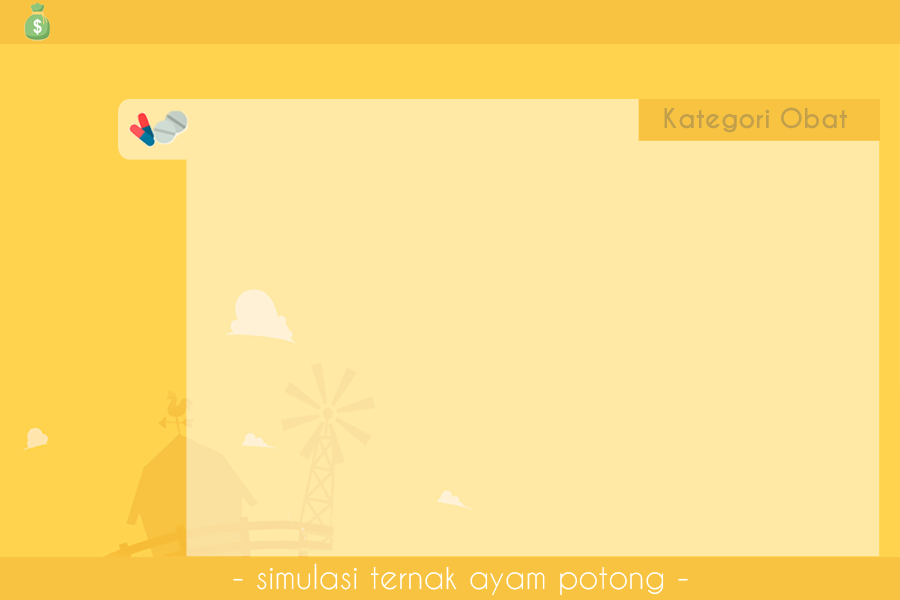 $
Kategori Obat
- simulasi ternak ayam potong -